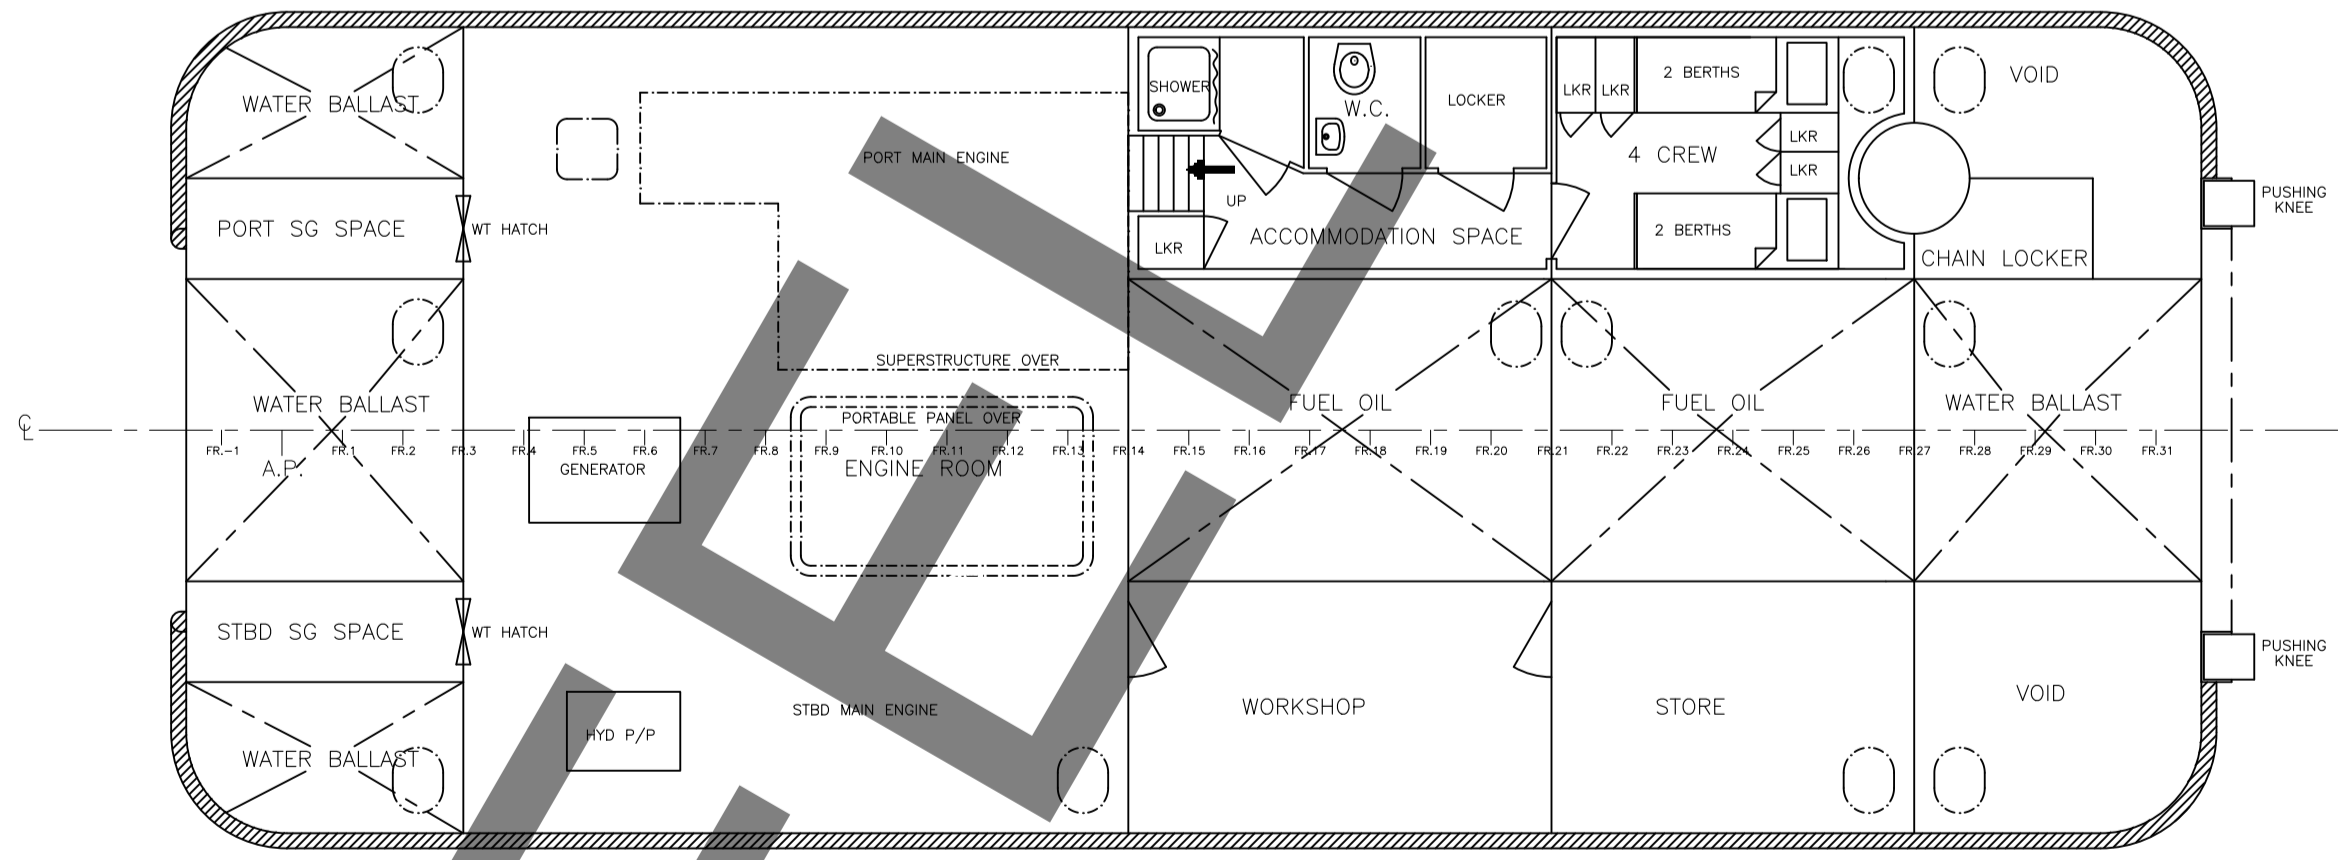 WATER BALLAST
PORT SG SPACE
WT HATCH
WATER BALLAST
A.P.
STBD SG SPACE
WT HATCH
WATER BALLAST
PORT MAIN ENGINE
SUPERSTRUCTURE OVER
PORTABLE PANEL OVER
GENERATOR
ENGINE ROOM
HYD P/P
STBD MAIN ENGINE
SHOWER
W.C.
LOCKER
UP
LKR
ACCOMMODATION SPACE
LKR
LKR
2 BERTHS
4 CREW
LKR
LKR
2 BERTHS
VOID
CHAIN LOCKER
PUSHING
KNEE
FUEL OIL
FUEL OIL
WATER BALLAST
℄
FR.-1 FR.1 FR.2 FR.3 FR.4 FR.5 FR.6 FR.7 FR.8 FR.9 FR.10 FR.11 FR.12 FR.13 FR.14 FR.15 FR.16 FR.17 FR.18 FR.19 FR.20 FR.21 FR.22 FR.23 FR.24 FR.25 FR.26 FR.27 FR.28 FR.29 FR.30 FR.31
WORKSHOP
STORE
VOID
PUSHING
KNEE